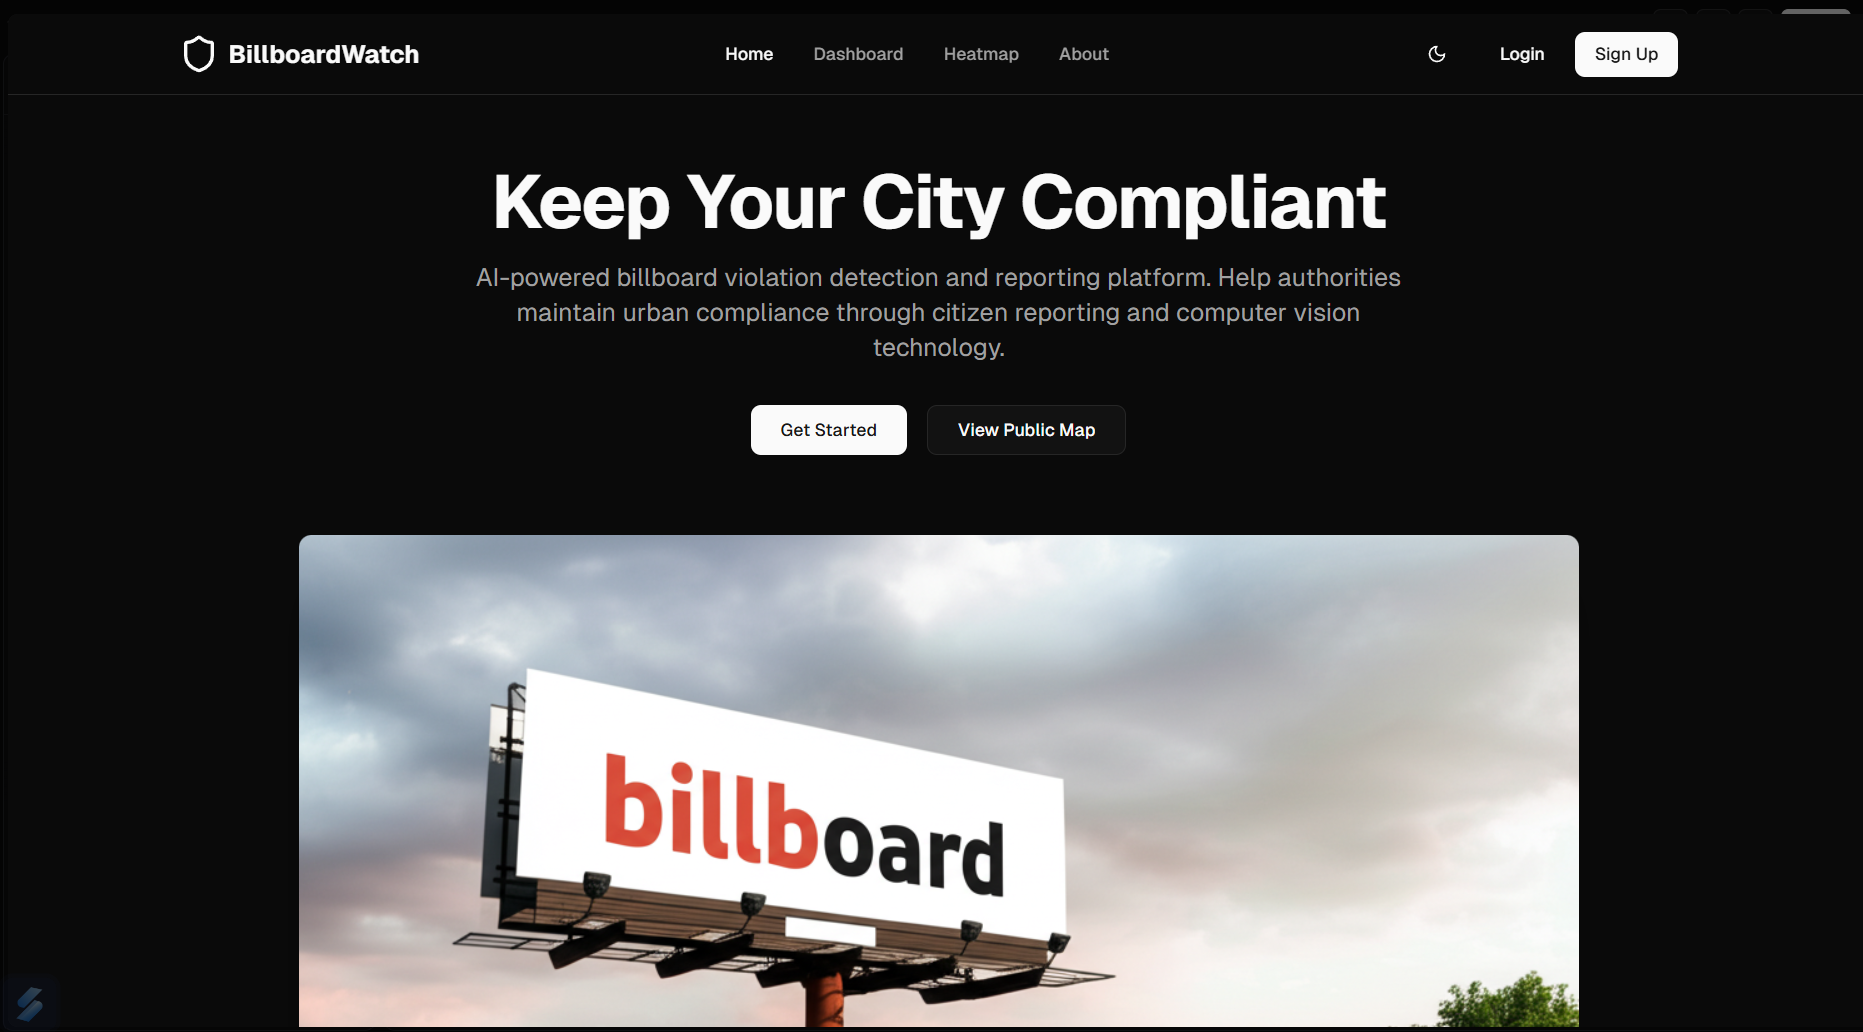 BillboardWatch
Home
Dashboard
Heatmap
About
Login
Sign Up
Keep Your City Compliant
AI-powered billboard violation detection and reporting platform. Help authorities
maintain urban compliance through citizen reporting and computer vision
technology.
Get Started
View Public Map
billboard